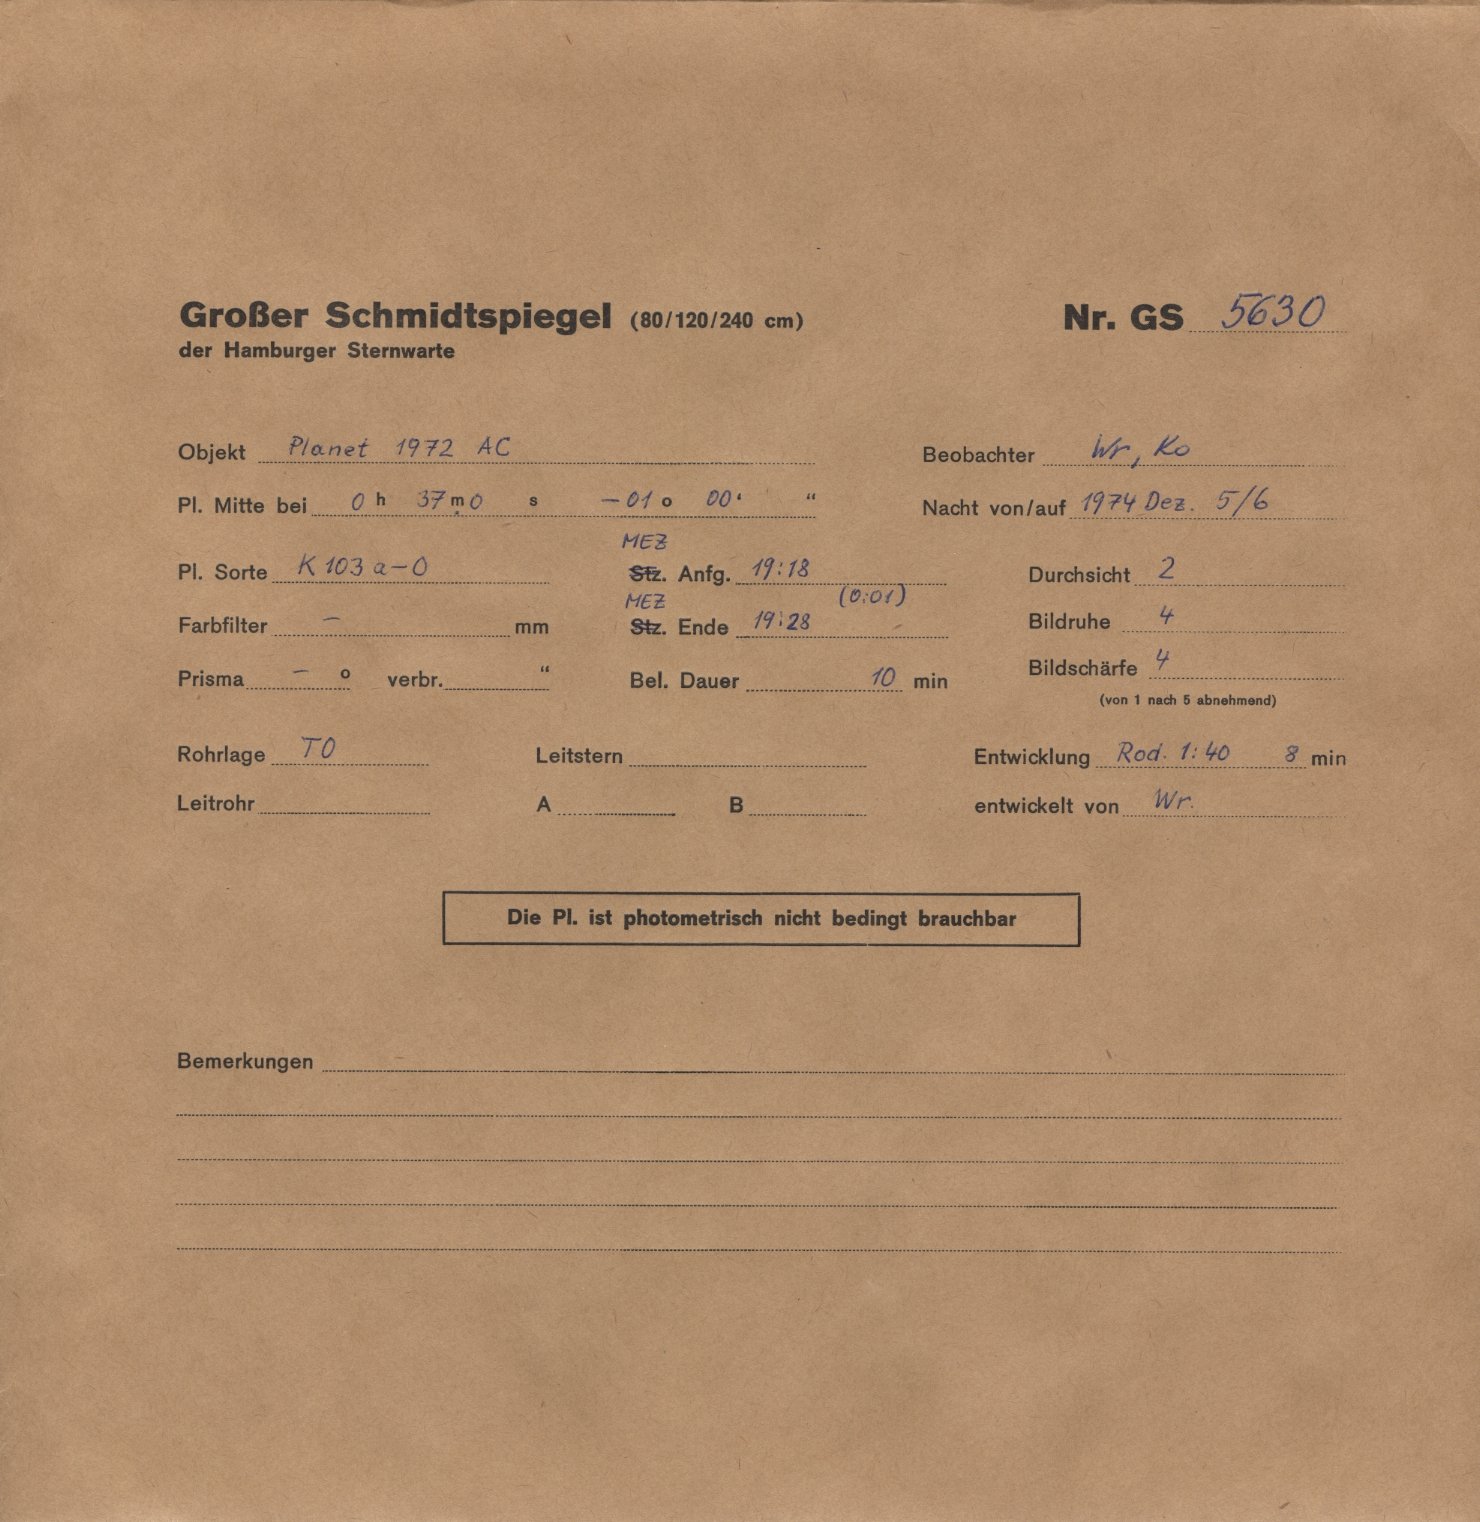 Großer Schmidtspiegel (80/120/240 cm) Nr. GS 5630
der Hamburger Sternwarte
Objekt Planet 1972 AC Beobachter Wr, Ko
Pl. Mitte bei 0 h 37 m,0 s -01 o 00 ' “ Nacht von/auf 1974 Dez. 5/6
MEZ
Pl. Sorte K 103 a-O Stz. Anfg. 19:18 Durchsicht 2
MEZ (0:01)
Farbfilter – mm Stz. Ende 19:28 Bildruhe 4
Prisma – o verbr. “ Bel. Dauer 10 min Bildschärfe 4
(von 1 nach 5 abnehmend)
Rohrlage TO Leitstern Entwicklung Rod. 1:40 8 min
Leitrohr A B entwickelt von Wr.
Die Pl. ist photometrisch nicht bedingt brauchbar
Bemerkungen